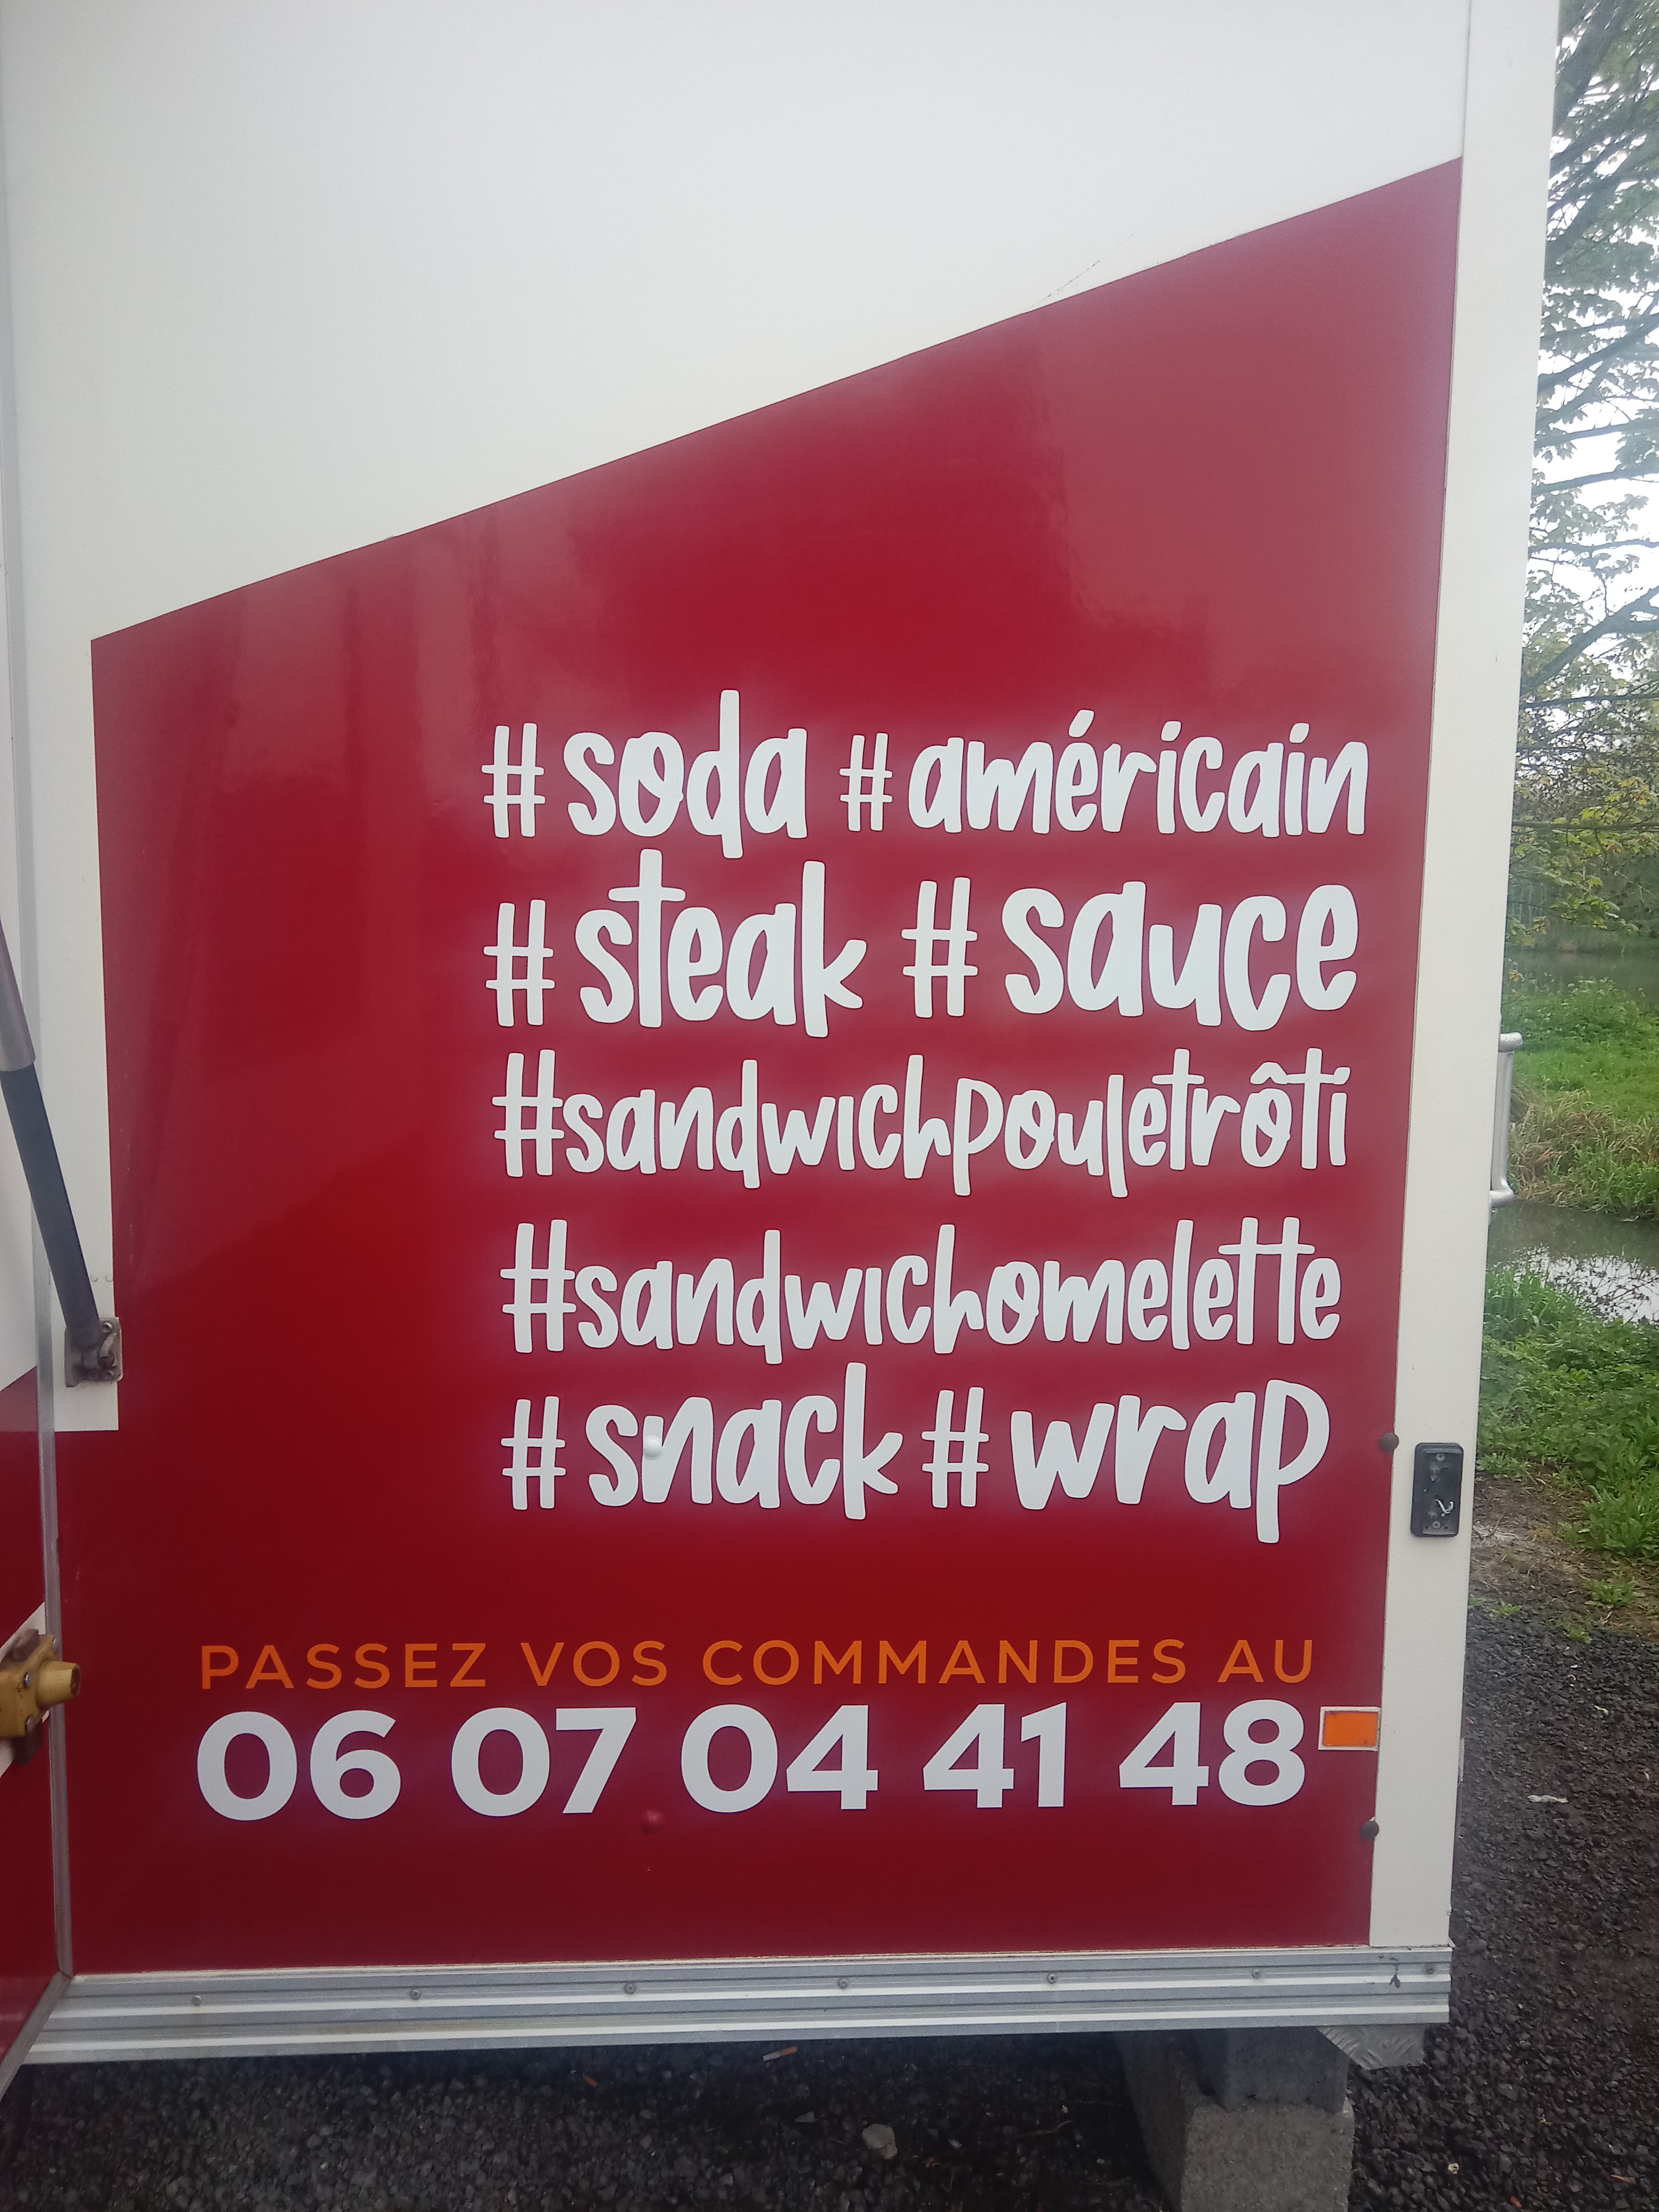 # soda # américain
# steak # sauce
#sandwichpouletrôti
#sandwichomelette
# snack # wrap
PASSEZ VOS COMMANDES AU
06 07 04 41 48